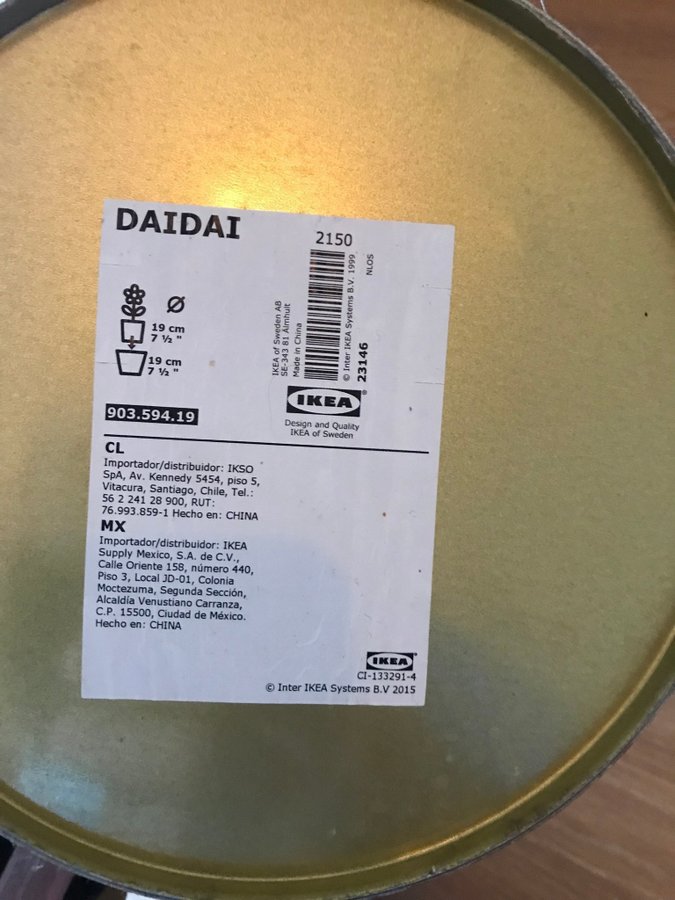 DAIDAI
2150
19 cm
7 ½ "
19 cm
7 ½ "
IKEA of Sweden AB
SE-343 81 Älmhult
Made in China
© Inter IKEA Systems B.V. 1999
23146
NLOS
903.594.19
IKEA®
Design and Quality
IKEA of Sweden
CL
Importador/distribuidor: IKSO
SpA, Av. Kennedy 5454, piso 5,
Vitacura, Santiago, Chile, Tel.:
56 2 241 28 900, RUT:
76.993.859-1 Hecho en: CHINA
MX
Importador/distribuidor: IKEA
Supply Mexico, S.A. de C.V.,
Calle Oriente 158, número 440,
Piso 3, Local JD-01, Colonia
Moctezuma, Segunda Sección,
Alcaldía Venustiano Carranza,
C.P. 15500, Ciudad de México.
Hecho en: CHINA
IKEA®
CI-133291-4
© Inter IKEA Systems B.V 2015